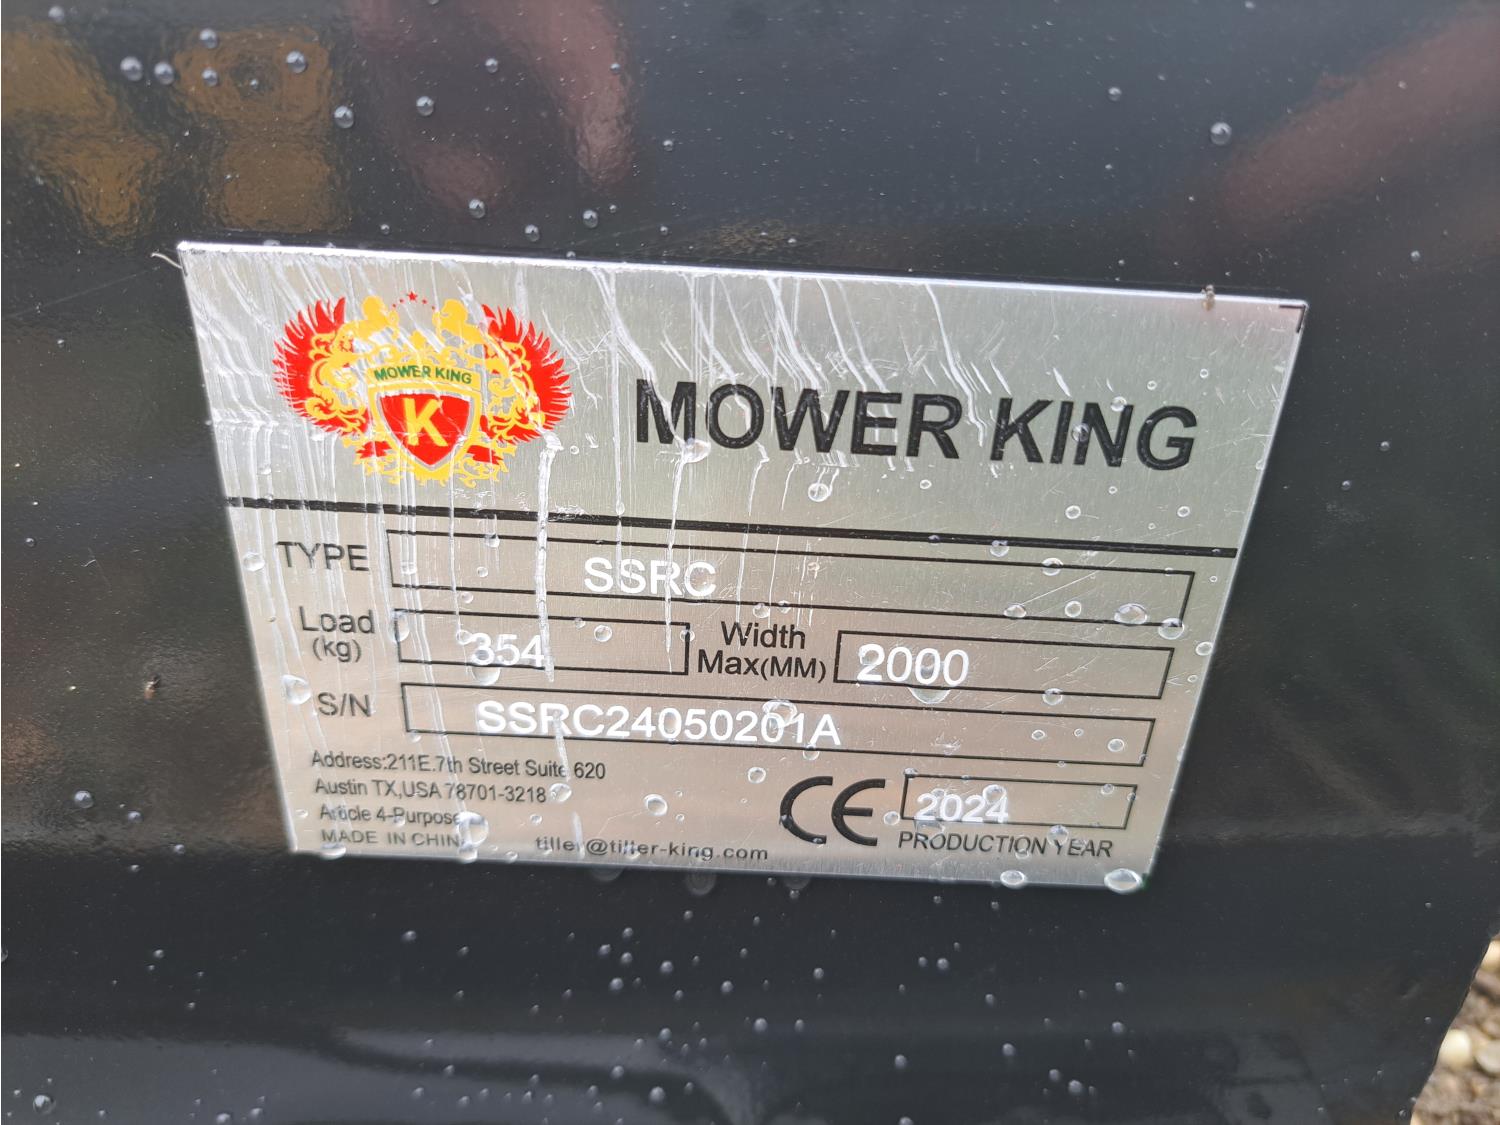 MOWER KING
K
MOWER KING
TYPE SSRC
Load (kg) 354 Width Max(MM) 2000
S/N SSRC24050201A
Address:211E.7th Street Suite 620
Austin TX,USA 78701-3218
Article 4-Purpose
MADE IN CHINA
tiller@tiller-king.com
CE
2024
PRODUCTION YEAR